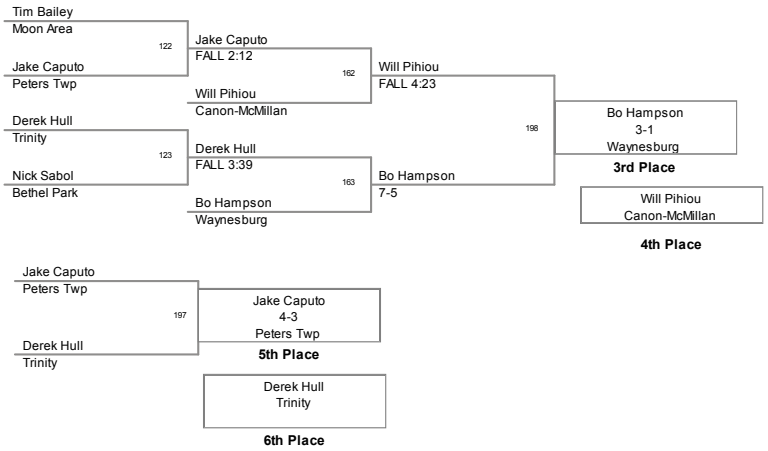 Tim Bailey
Moon Area
122
Jake Caputo
Peters Twp
Jake Caputo
FALL 2:12
162
Will Pihiou
Canon-McMillan
Derek Hull
Trinity
123
Nick Sabol
Bethel Park
Derek Hull
FALL 3:39
163
Bo Hampson
Waynesburg
Will Pihiou
FALL 4:23
198
Bo Hampson
7-5
Bo Hampson
3-1
Waynesburg
3rd Place
Will Pihiou
Canon-McMillan
4th Place
Jake Caputo
Peters Twp
197
Derek Hull
Trinity
Jake Caputo
4-3
Peters Twp
5th Place
Derek Hull
Trinity
6th Place